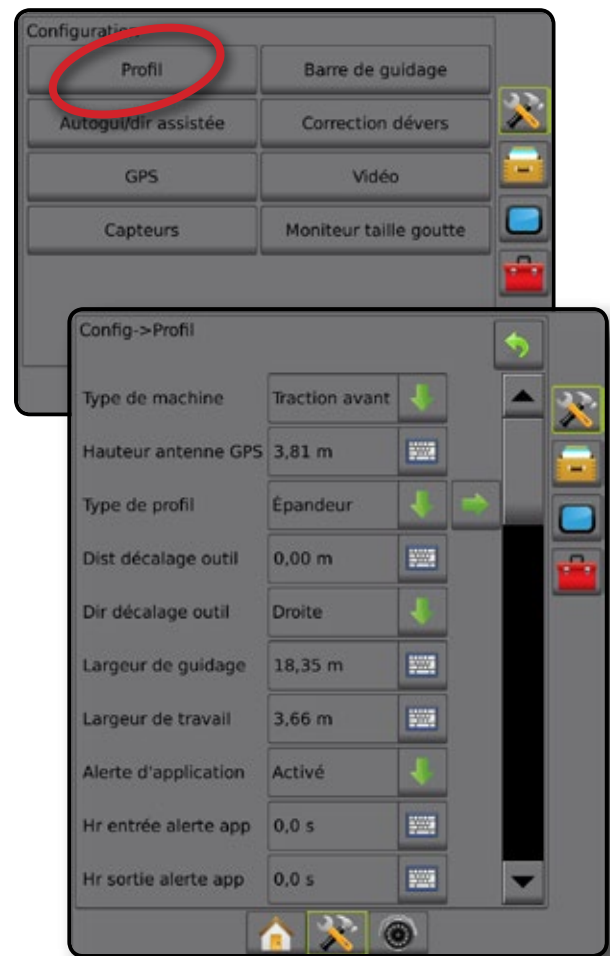 Configuration
Profil
Barre de guidage
Autogui/dir assistée
Correction dévers
GPS
Vidéo
Capteurs
Moniteur taille goutte
Config->Profil
Type de machine Traction avant
Hauteur antenne GPS 3,81 m
Type de profil Épandeur
Dist décalage outil 0,00 m
Dir décalage outil Droite
Largeur de guidage 18,35 m
Largeur de travail 3,66 m
Alerte d'application Activé
Hr entrée alerte app 0,0 s
Hr sortie alerte app 0,0 s